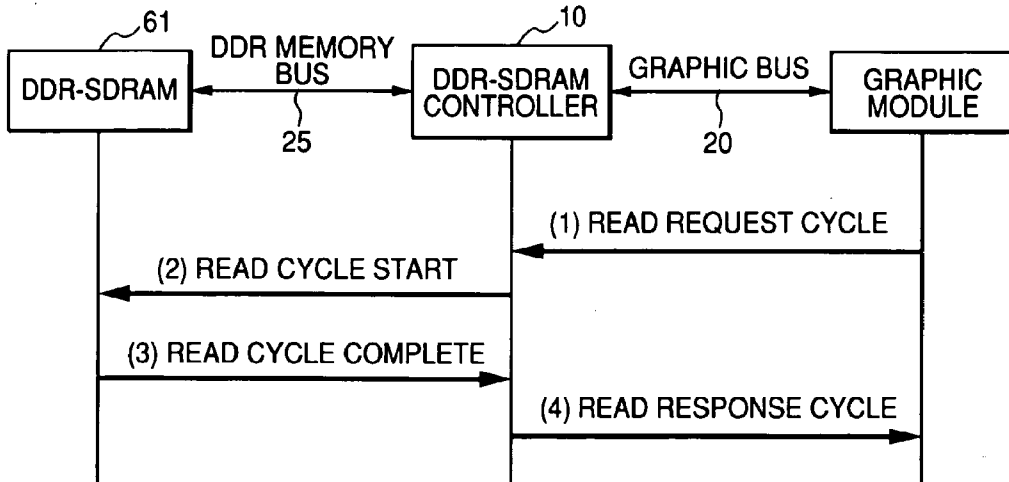 61
DDR-SDRAM
DDR MEMORY
BUS
25
10
DDR-SDRAM
CONTROLLER
GRAPHIC BUS
20
GRAPHIC
MODULE
(1) READ REQUEST CYCLE
(2) READ CYCLE START
(3) READ CYCLE COMPLETE
(4) READ RESPONSE CYCLE